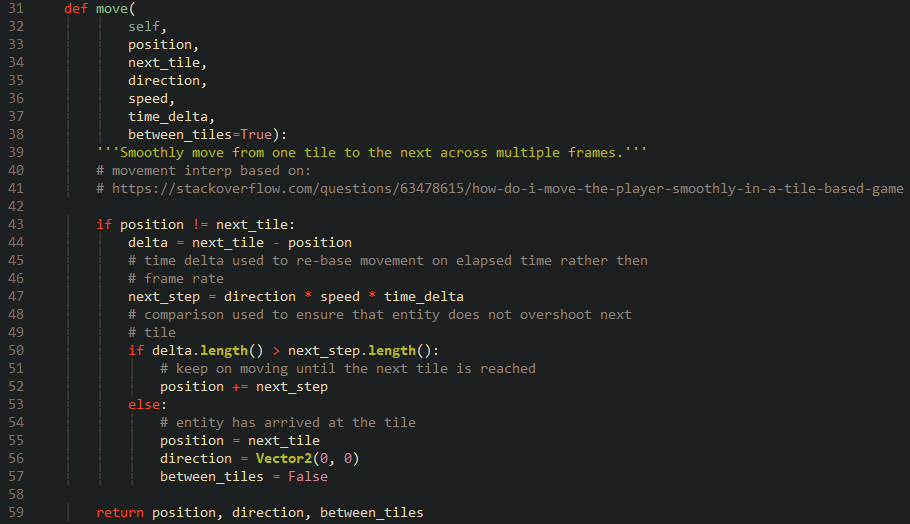 31 def move(
32 self,
33 position,
34 next_tile,
35 direction,
36 speed,
37 time_delta,
38 between_tiles=True):
39 '''Smoothly move from one tile to the next across multiple frames.'''
40 # movement interp based on:
41 # https://stackoverflow.com/questions/63478615/how-do-i-move-the-player-smoothly-in-a-tile-based-game
42
43 if position != next_tile:
44 delta = next_tile - position
45 # time delta used to re-base movement on elapsed time rather then
46 # frame rate
47 next_step = direction * speed * time_delta
48 # comparison used to ensure that entity does not overshoot next
49 # tile
50 if delta.length() > next_step.length():
51 # keep on moving until the next tile is reached
52 position += next_step
53 else:
54 # entity has arrived at the tile
55 position = next_tile
56 direction = Vector2(0, 0)
57 between_tiles = False
58
59 return position, direction, between_tiles